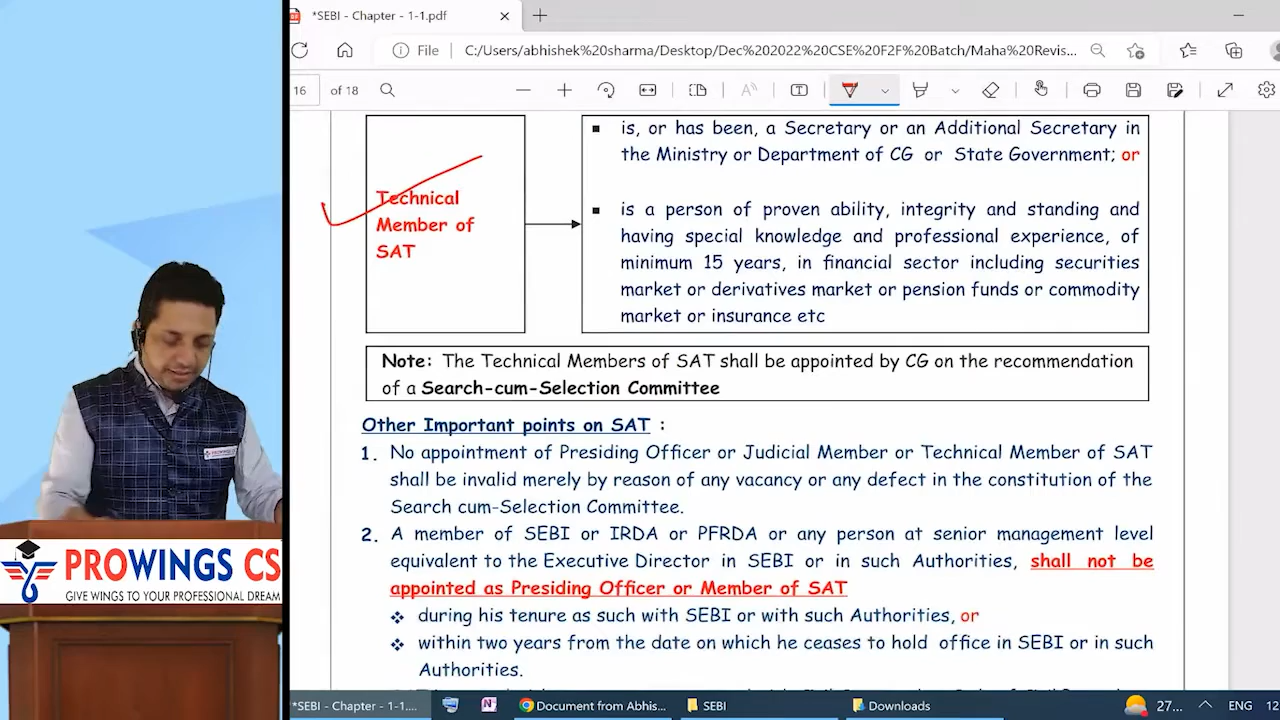 *SEBI - Chapter - 1-1.pdf
File
C:/Users/abhishek%20sharma/Desktop/Dec%202022%20CSE%20F2F%20Batch/Maha%20Revis...
16 of 18
is, or has been, a Secretary or an Additional Secretary in
the Ministry or Department of CG or State Government; or
Technical
Member of
SAT
is a person of proven ability, integrity and standing and
having special knowledge and professional experience, of
minimum 15 years, in financial sector including securities
market or derivatives market or pension funds or commodity
market or insurance etc
Note: The Technical Members of SAT shall be appointed by CG on the recommendation
of a Search-cum-Selection Committee
Other Important points on SAT :
1. No appointment of Presiding Officer or Judicial Member or Technical Member of SAT
shall be invalid merely by reason of any vacancy or any defect in the constitution of the
Search cum-Selection Committee.
2. A member of SEBI or IRDA or PFRDA or any person at senior management level
equivalent to the Executive Director in SEBI or in such Authorities, shall not be
appointed as Presiding Officer or Member of SAT
❖ during his tenure as such with SEBI or with such Authorities, or
❖ within two years from the date on which he ceases to hold office in SEBI or in such
Authorities.
PROWINGS CS
GIVE WINGS TO YOUR PROFESSIONAL DREAM
*SEBI - Chapter - 1-1....
Document from Abhis...
SEBI
Downloads
27...
ENG
12